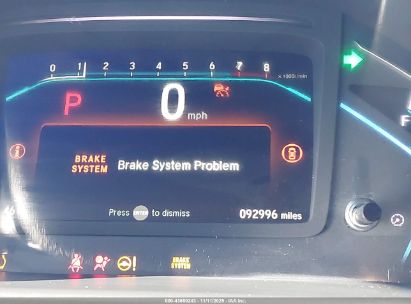 0 1 2 3 4 5 6 7 8
x1000r/min
P 0 mph
BRAKE SYSTEM Brake System Problem
Press ENTER to dismiss
092996 miles
F
BRAKE SYSTEM